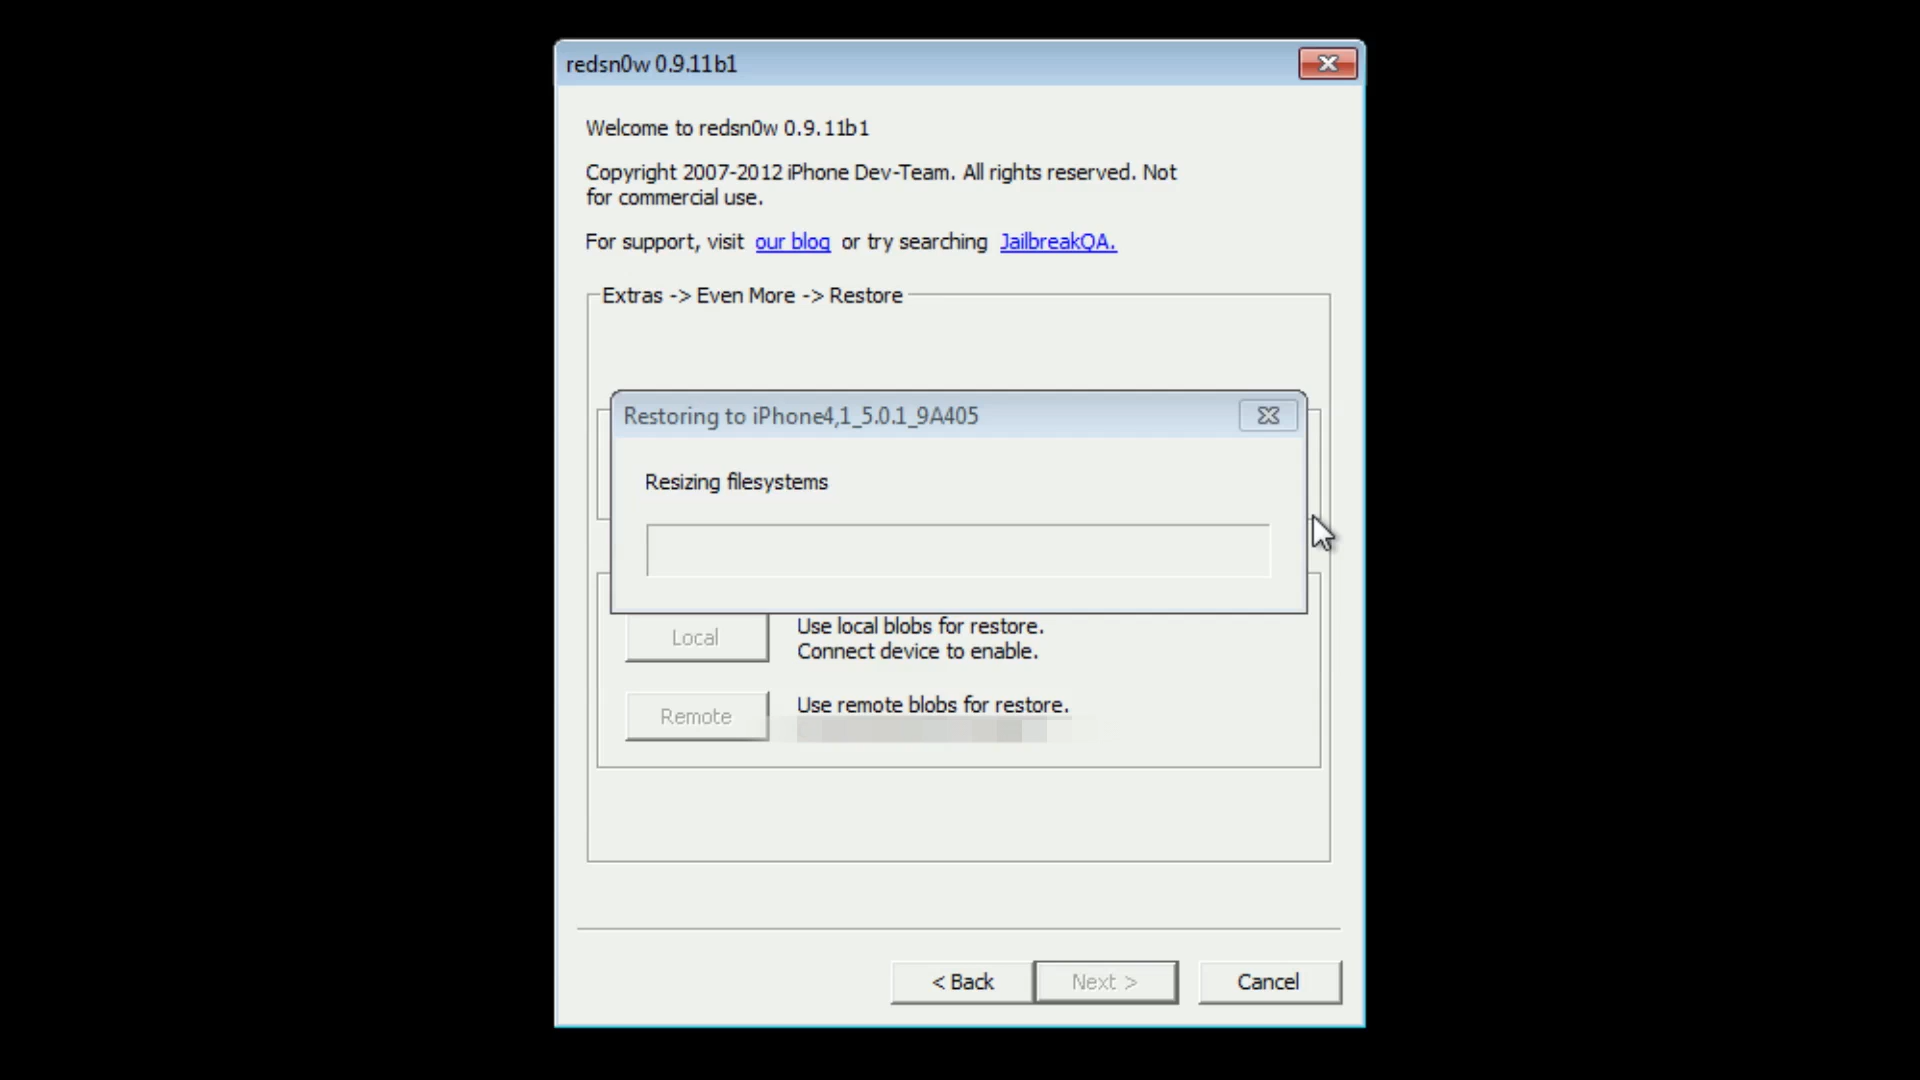 redsn0w 0.9.11b1
Welcome to redsn0w 0.9.11b1
Copyright 2007-2012 iPhone Dev-Team. All rights reserved. Not
for commercial use.
For support, visit our blog or try searching JailbreakQA.
Extras -> Even More -> Restore
Restoring to iPhone4,1_5.0.1_9A405
Resizing filesystems
Local
Use local blobs for restore.
Connect device to enable.
Remote
Use remote blobs for restore.
< Back
Next >
Cancel